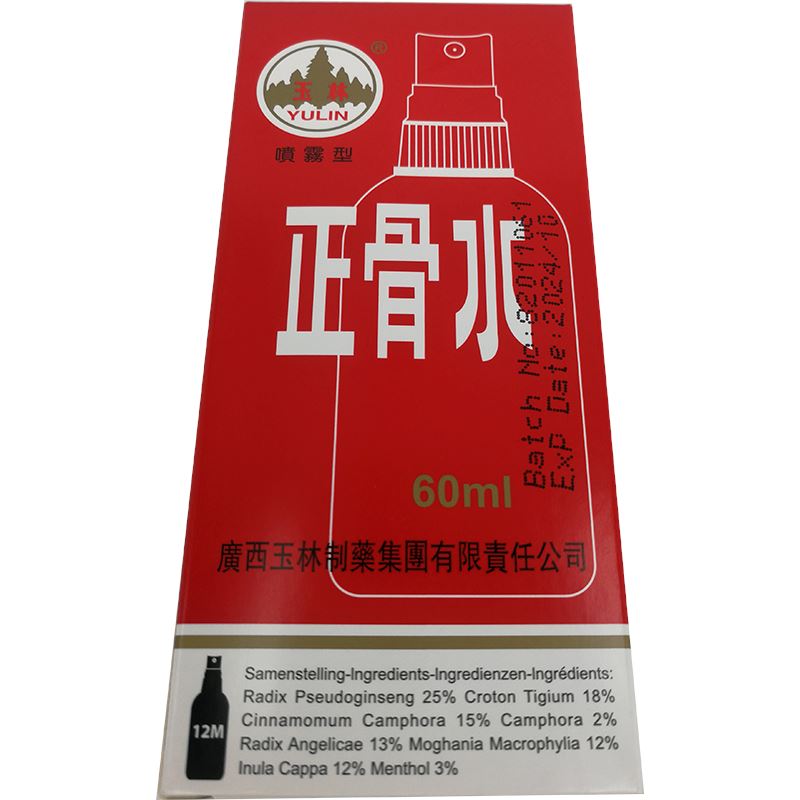 玉林
YULIN
®
噴霧型
正骨水
Batch No:82011061
Exp Date:2024/10
60ml
廣西玉林制藥集團有限責任公司
12M
Samenstelling-Ingredients-Ingredienzen-Ingrédients:
Radix Pseudoginseng 25% Croton Tigium 18%
Cinnamomum Camphora 15% Camphora 2%
Radix Angelicae 13% Moghania Macrophylia 12%
Inula Cappa 12% Menthol 3%